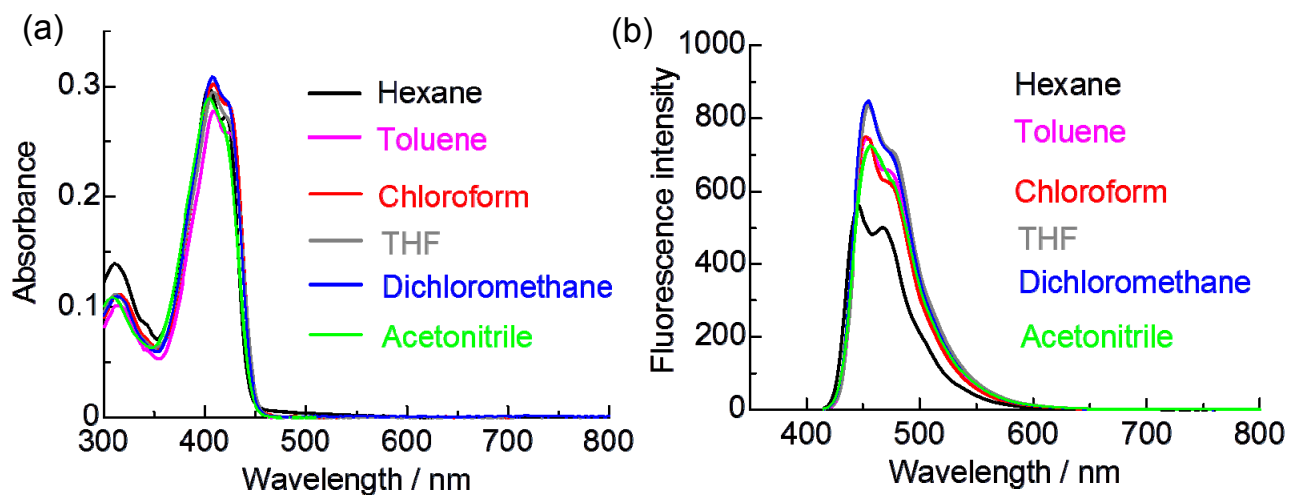 (a)
Absorbance
0.3
0.2
0.1
0
300 400 500 600 700 800
Wavelength / nm
Hexane
Toluene
Chloroform
THF
Dichloromethane
Acetonitrile
(b)
Fluorescence intensity
1000
800
600
400
200
0
400 500 600 700 800
Wavelength / nm
Hexane
Toluene
Chloroform
THF
Dichloromethane
Acetonitrile